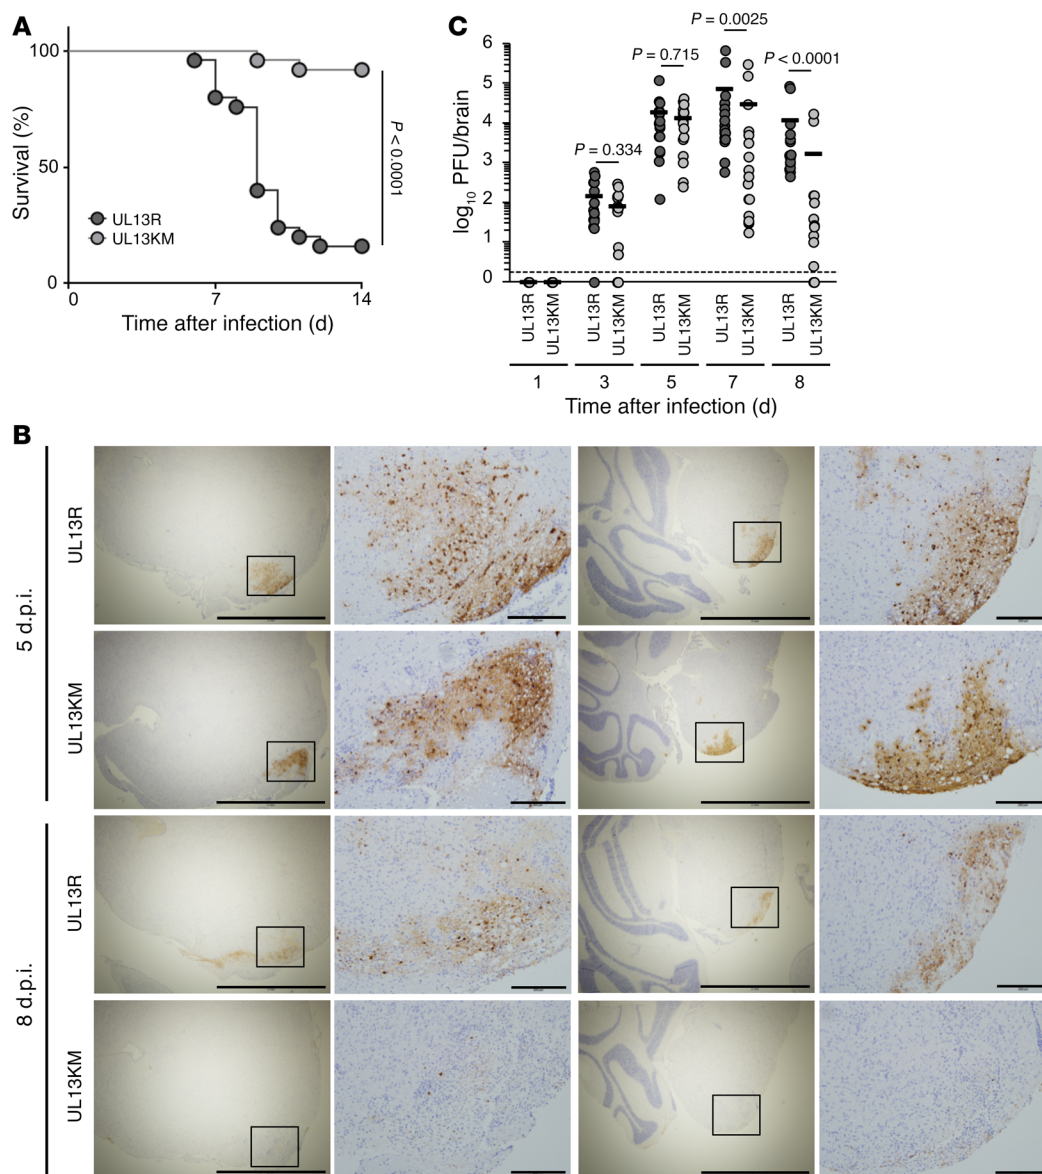 A
100
50
0
Survival (%)
UL13R
UL13KM
P < 0.0001
0
7
14
Time after infection (d)
C
log10 PFU/brain
6
5
4
3
2
1
0
P = 0.334
P = 0.715
P = 0.0025
P < 0.0001
UL13R
UL13KM
UL13R
UL13KM
UL13R
UL13KM
UL13R
UL13KM
UL13R
UL13KM
1
3
5
7
8
Time after infection (d)
B
5 d.p.i.
UL13R
UL13KM
8 d.p.i.
UL13R
UL13KM